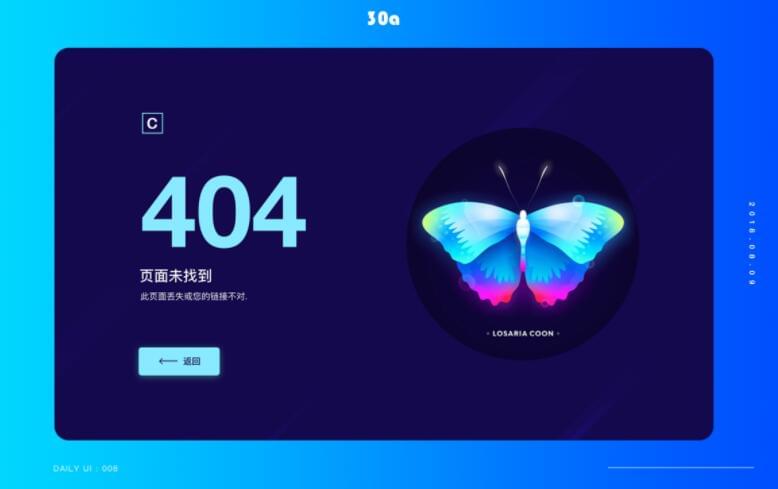 30a
C
404
页面未找到
此页面丢失或您的链接不对.
返回
• LOSARIA COON •
2018.08.09
DAILY UI : 008